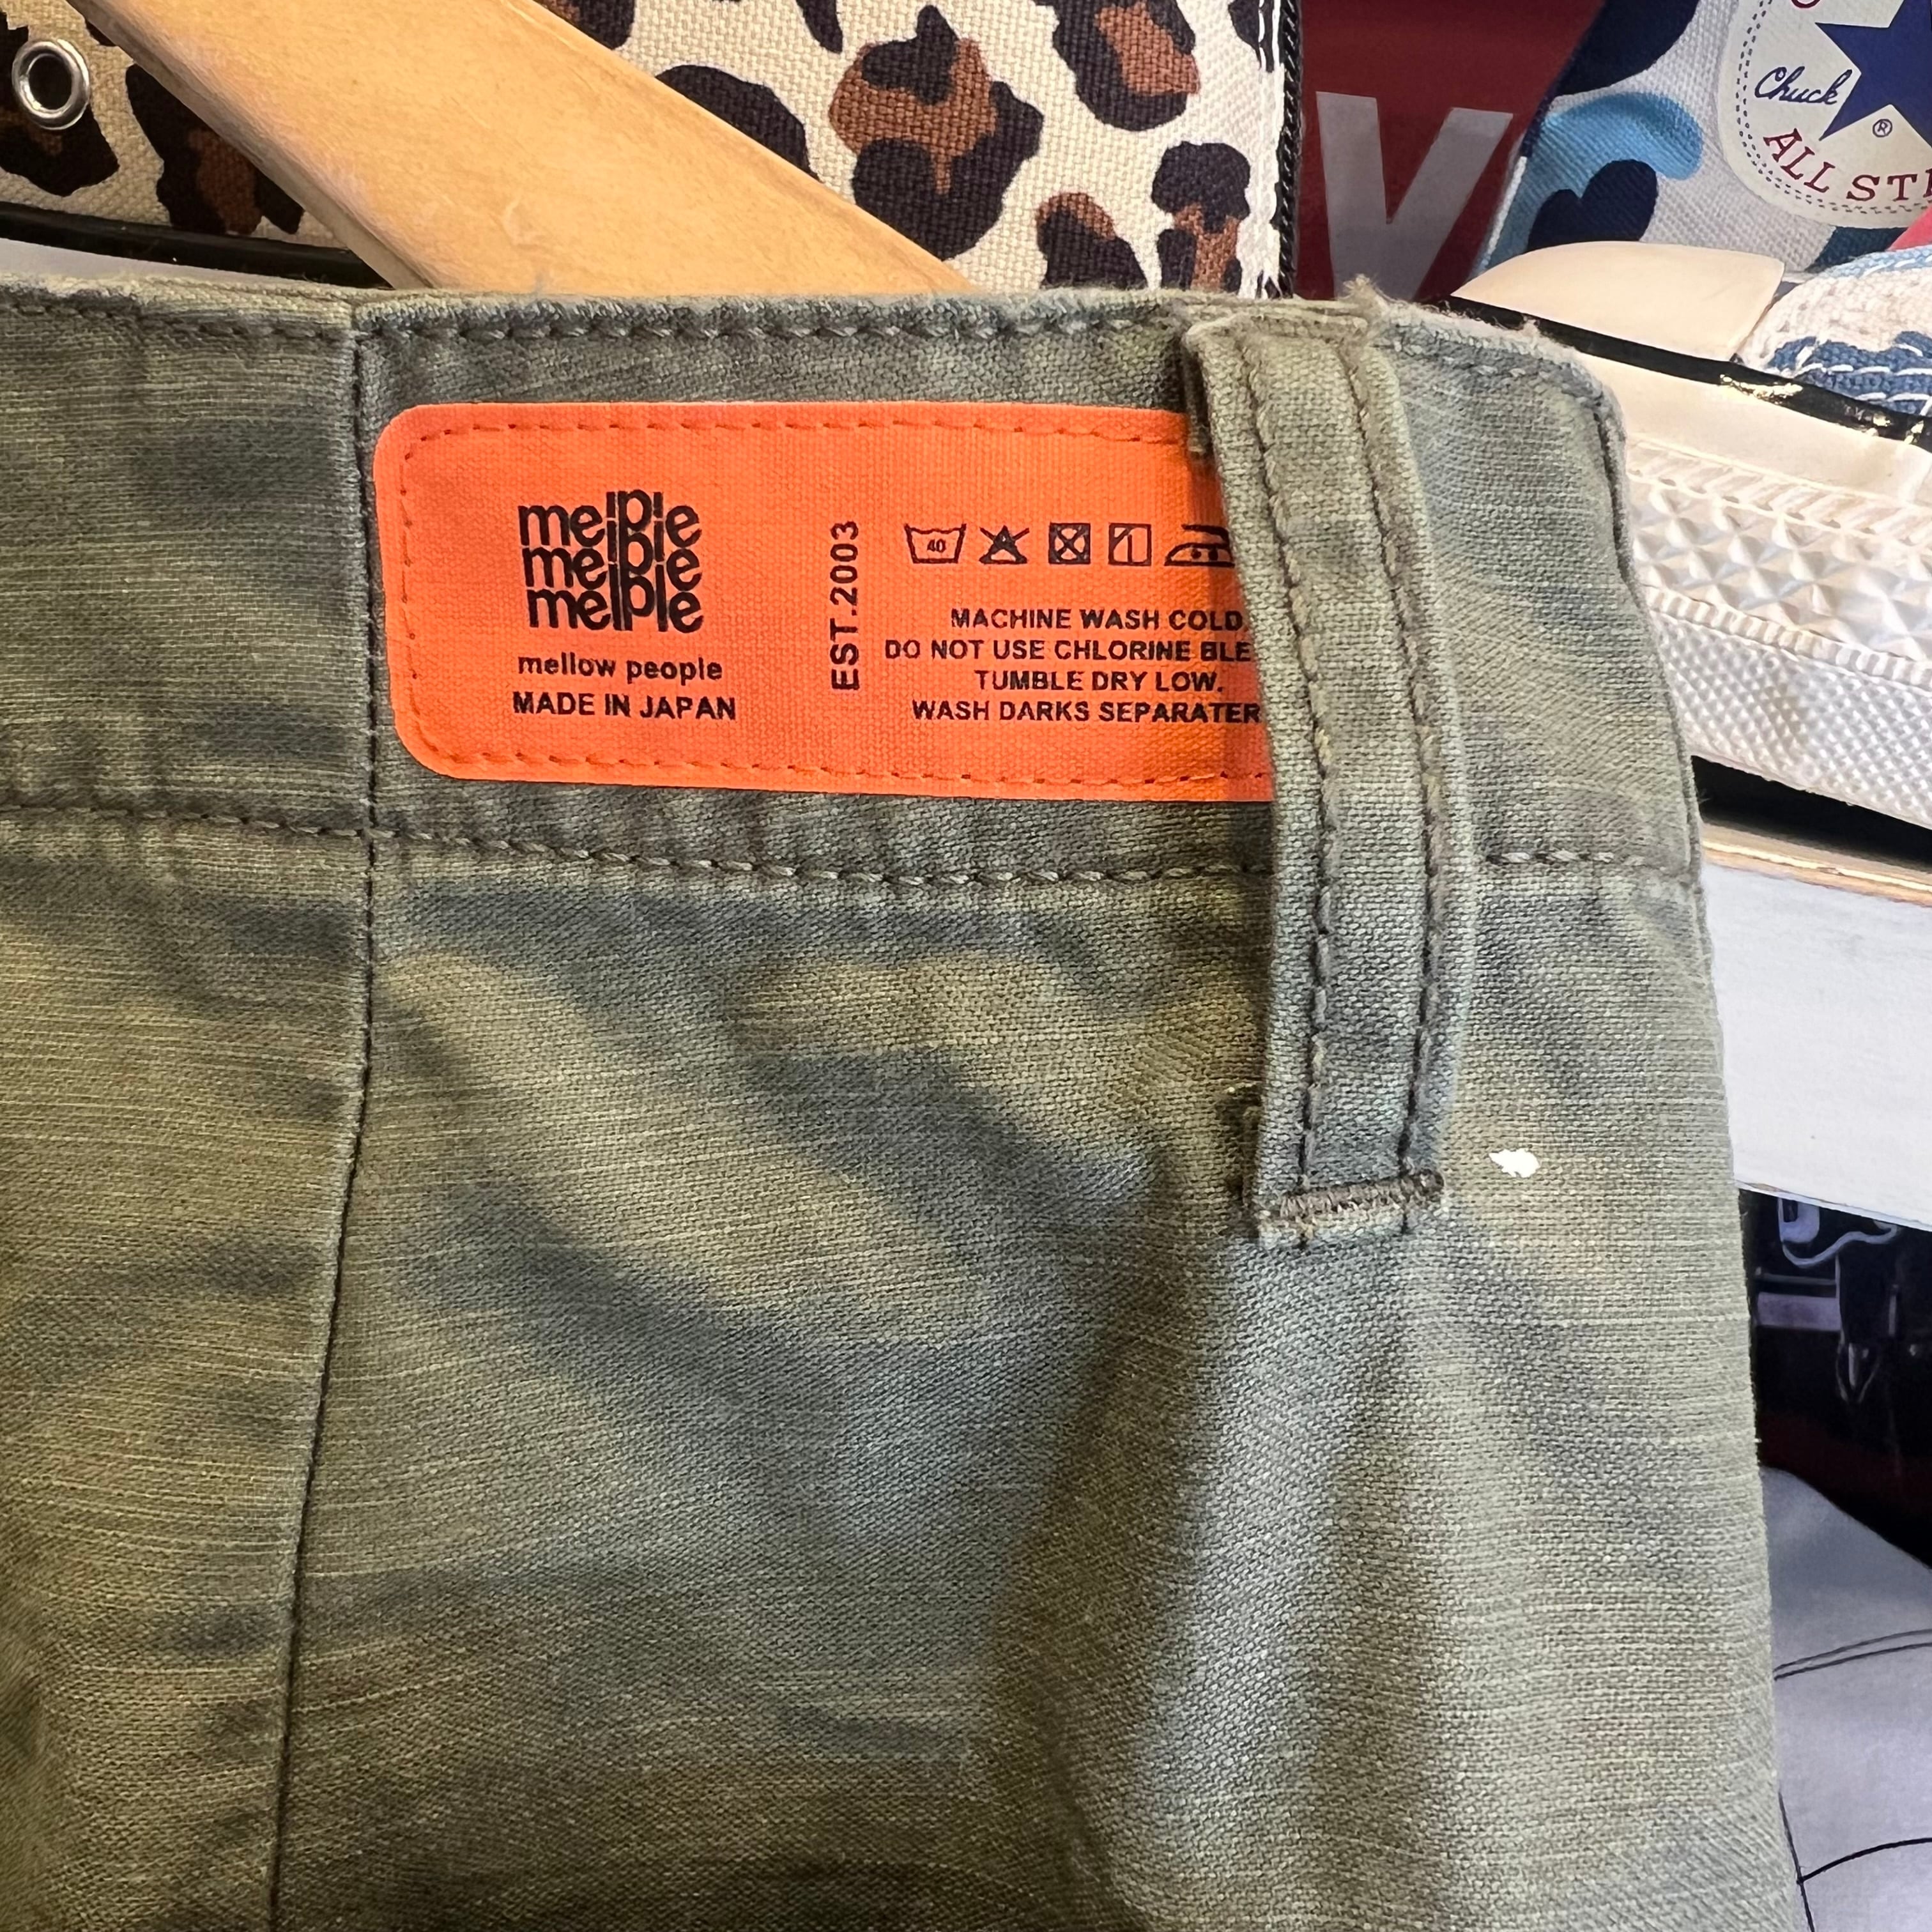 Chuck
®
ALL ST
V
melple
melple
melple
mellow people
MADE IN JAPAN
EST.2003
40
MACHINE WASH COLD
DO NOT USE CHLORINE BLE
TUMBLE DRY LOW.
WASH DARKS SEPARATER